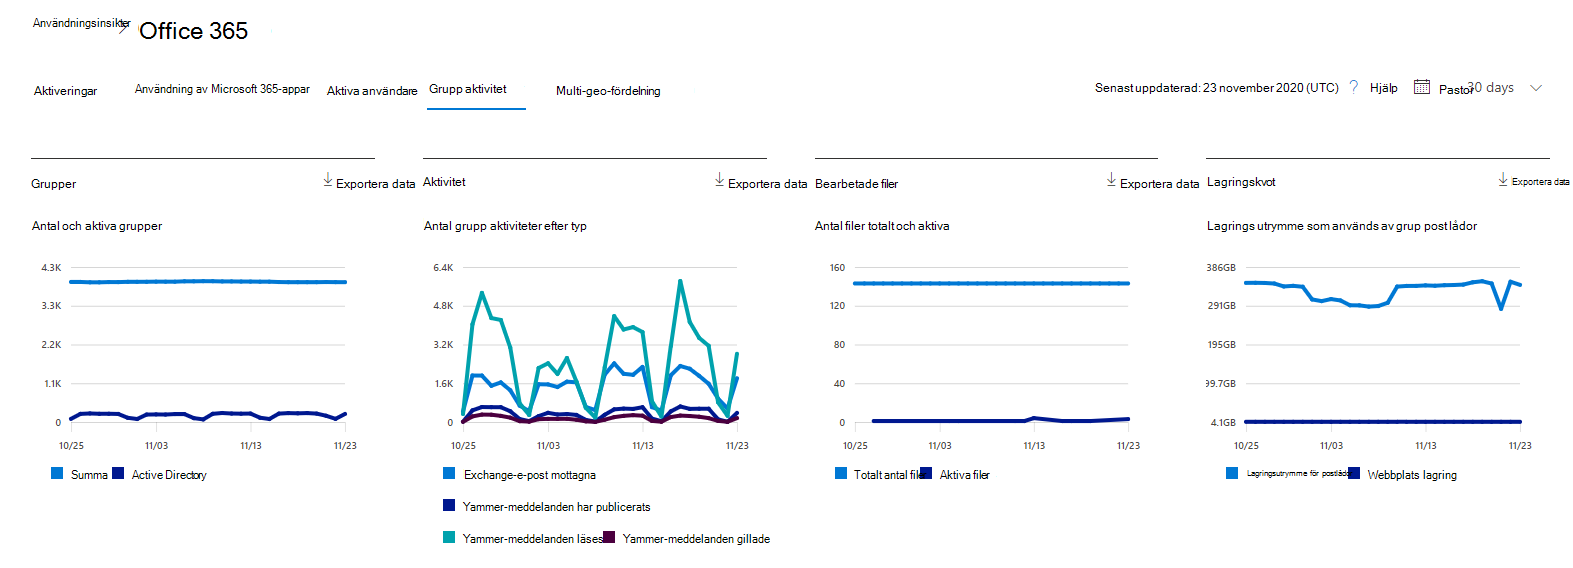 Användningsinsikter
Office 365
Aktiveringar
Användning av Microsoft 365-appar
Aktiva användare
Grupp aktivitet
Multi-geo-fördelning
Senast uppdaterad: 23 november 2020 (UTC)
? Hjälp
Pastor 30 days
Grupper
Exportera data
Antal och aktiva grupper
4.3K
3.3K
2.2K
1.1K
0
10/25 11/03 11/13 11/23
Summa
Active Directory
Aktivitet
Exportera data
Antal grupp aktiviteter efter typ
6.4K
4.8K
3.2K
1.6K
0
10/25 11/03 11/13 11/23
Exchange-e-post mottagna
Yammer-meddelanden har publicerats
Yammer-meddelanden läses
Yammer-meddelanden gillade
Bearbetade filer
Exportera data
Antal filer totalt och aktiva
160
120
80
40
0
10/25 11/03 11/13 11/23
Totalt antal filer
Aktiva filer
Lagringskvot
Exportera data
Lagrings utrymme som används av grup post lådor
386GB
291GB
195GB
99.7GB
4.1GB
10/25 11/03 11/13 11/23
Lagringsutrymme för postlådor
Webbplats lagring